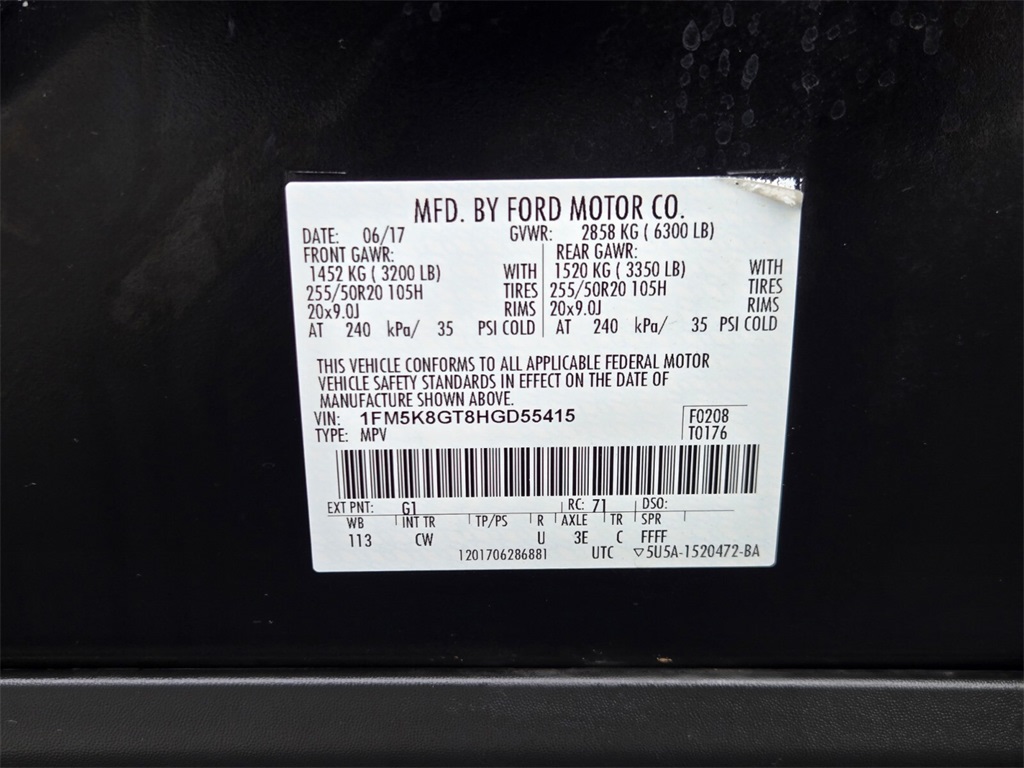 MFD. BY FORD MOTOR CO.
DATE: 06/17 GVWR: 2858 KG ( 6300 LB)
FRONT GAWR: REAR GAWR:
1452 KG ( 3200 LB) WITH 1520 KG ( 3350 LB) WITH
255/50R20 105H TIRES 255/50R20 105H TIRES
20x9.0J RIMS 20x9.0J RIMS
AT 240 kPa/ 35 PSI COLD AT 240 kPa/ 35 PSI COLD
THIS VEHICLE CONFORMS TO ALL APPLICABLE FEDERAL MOTOR
VEHICLE SAFETY STANDARDS IN EFFECT ON THE DATE OF
MANUFACTURE SHOWN ABOVE.
VIN: 1FM5K8GT8HGD55415 F0208
TYPE: MPV T0176
EXT PNT: G1 RC: 71 DSO:
WB INT TR TP/PS R AXLE TR SPR
113 CW U 3E C FFFF
1201706286881 UTC ▽5U5A-1520472-BA